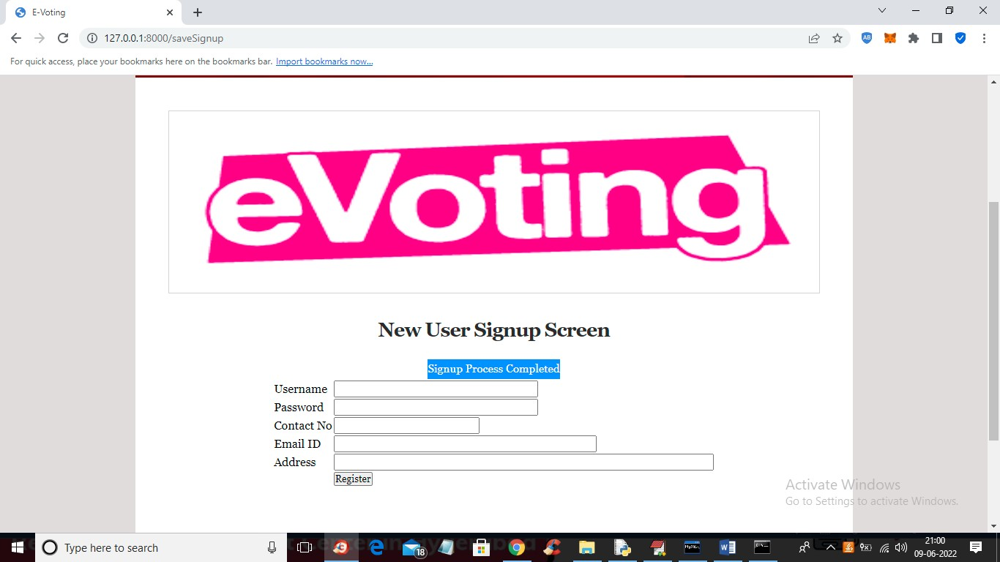 E-Voting
127.0.0.1:8000/saveSignup
AB
For quick access, place your bookmarks here on the bookmarks bar. Import bookmarks now...
eVoting
New User Signup Screen
Signup Process Completed
Username
Password
Contact No
Email ID
Address
Register
Activate Windows
Go to Settings to activate Windows.
Type here to search
18
21:00
09-06-2022